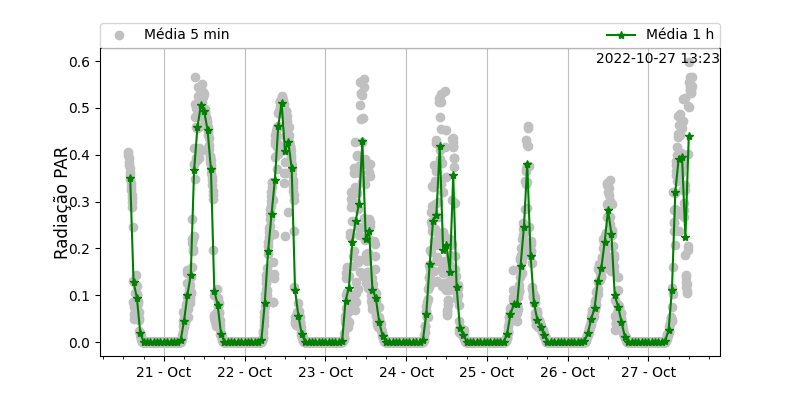 Média 5 min
Média 1 h
2022-10-27 13:23
Radiação PAR
0.6
0.5
0.4
0.3
0.2
0.1
0.0
21 - Oct
22 - Oct
23 - Oct
24 - Oct
25 - Oct
26 - Oct
27 - Oct